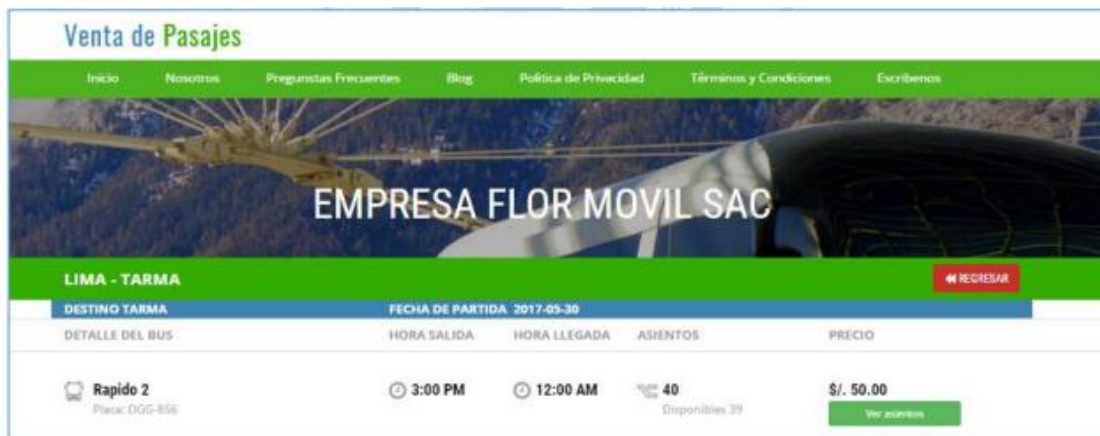 Venta de Pasajes
Inicio Nosotros Pregunstas Frecuentes Blog Politica de Privacidad Términos y Condiciones Escribenos
EMPRESA FLOR MOVIL SAC
LIMA - TARMA REGRESAR
DESTINO TARMA FECHA DE PARTIDA 2017-05-30
DETALLE DEL BUS HORA SALIDA HORA LLEGADA ASIENTOS PRECIO
Rapido 2 3:00 PM 12:00 AM 40 S/. 50.00
Placa: DGG-856 Disponibles 39 Ver asientos